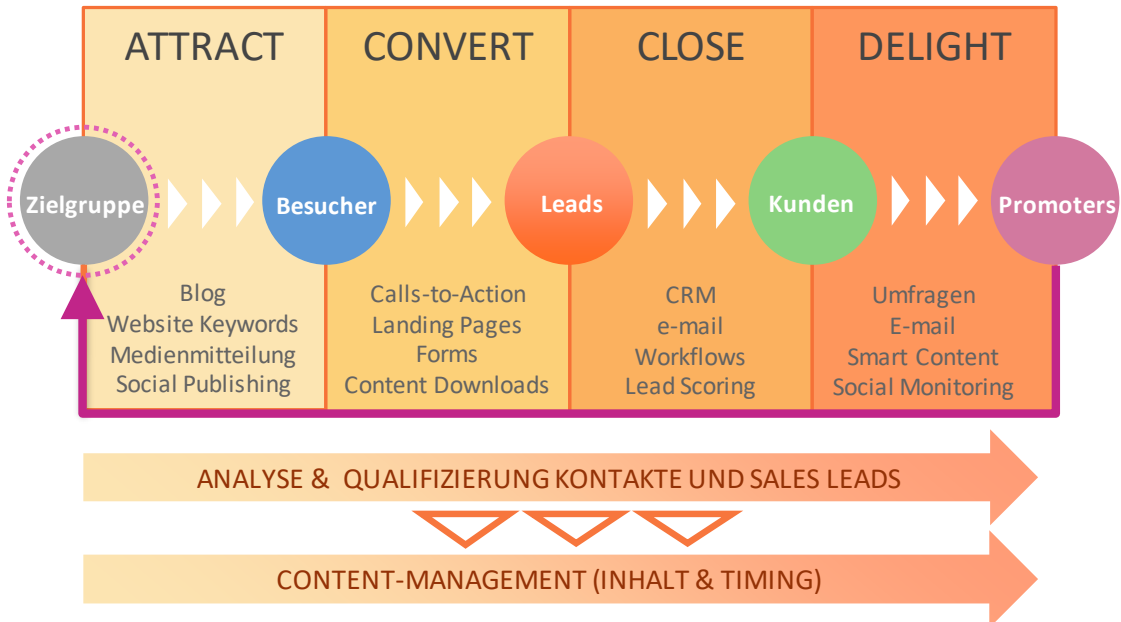 ATTRACT
CONVERT
CLOSE
DELIGHT
Zielgruppe
Besucher
Leads
Kunden
Promoters
Blog
Website Keywords
Medienmitteilung
Social Publishing
Calls-to-Action
Landing Pages
Forms
Content Downloads
CRM
e-mail
Workflows
Lead Scoring
Umfragen
E-mail
Smart Content
Social Monitoring
ANALYSE & QUALIFIZIERUNG KONTAKTE UND SALES LEADS
CONTENT-MANAGEMENT (INHALT & TIMING)